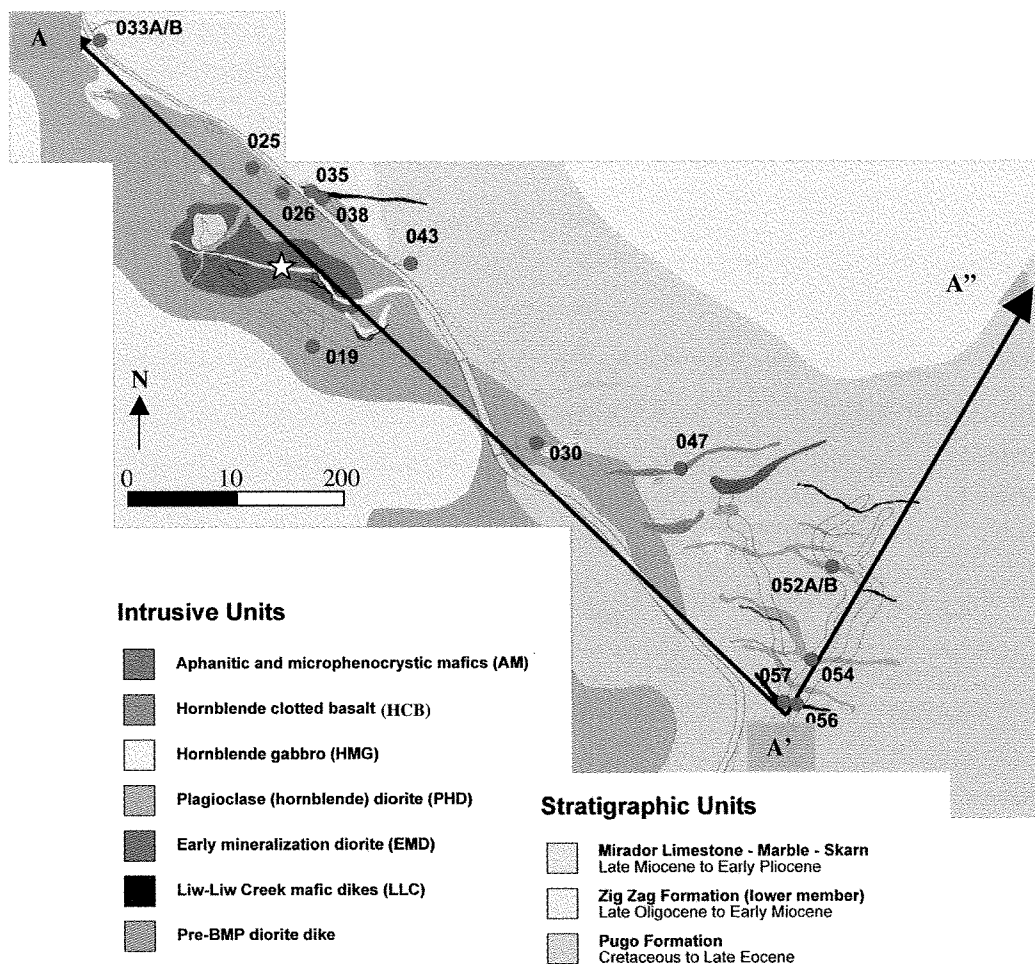 A
033A/B
025
035
026
038
043
A"
019
N
030
047
0 10 200
052A/B
057
054
056
A'
Intrusive Units
Aphanitic and microphenocrystic mafics (AM)
Hornblende clotted basalt (HCB)
Hornblende gabbro (HMG)
Plagioclase (hornblende) diorite (PHD)
Early mineralization diorite (EMD)
Liw-Liw Creek mafic dikes (LLC)
Pre-BMP diorite dike
Stratigraphic Units
Mirador Limestone - Marble - Skarn
Late Miocene to Early Pliocene
Zig Zag Formation (lower member)
Late Oligocene to Early Miocene
Pugo Formation
Cretaceous to Late Eocene